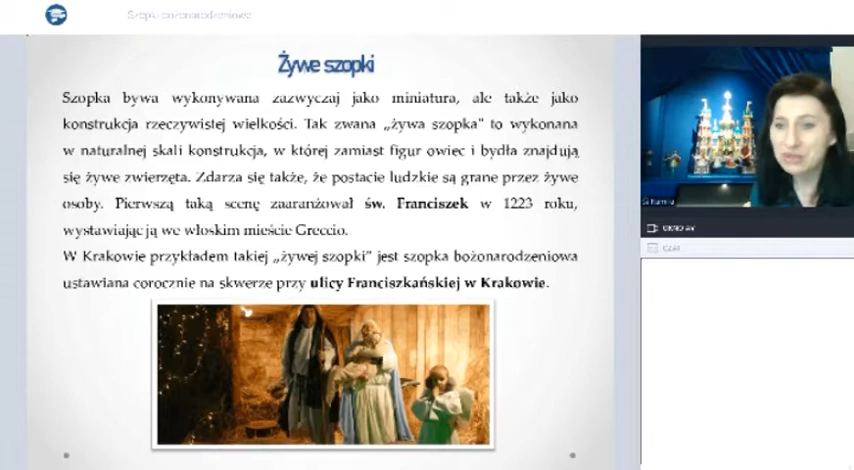 Szopki bożonarodzeniowe
Żywe szopki
Szopka bywa wykonywana zazwyczaj jako miniatura, ale także jako
konstrukcja rzeczywistej wielkości. Tak zwana „żywa szopka" to wykonana
w naturalnej skali konstrukcja, w której zamiast figur owiec i bydła znajdują
się żywe zwierzęta. Zdarza się także, że postacie ludzkie są grane przez żywe
osoby. Pierwszą taką scenę zaaranżował św. Franciszek w 1223 roku,
wystawiając ją we włoskim mieście Greccio.
W Krakowie przykładem takiej „żywej szopki" jest szopka bożonarodzeniowa
ustawiana corocznie na skwerze przy ulicy Franciszkańskiej w Krakowie.
OKNO AV
Czat